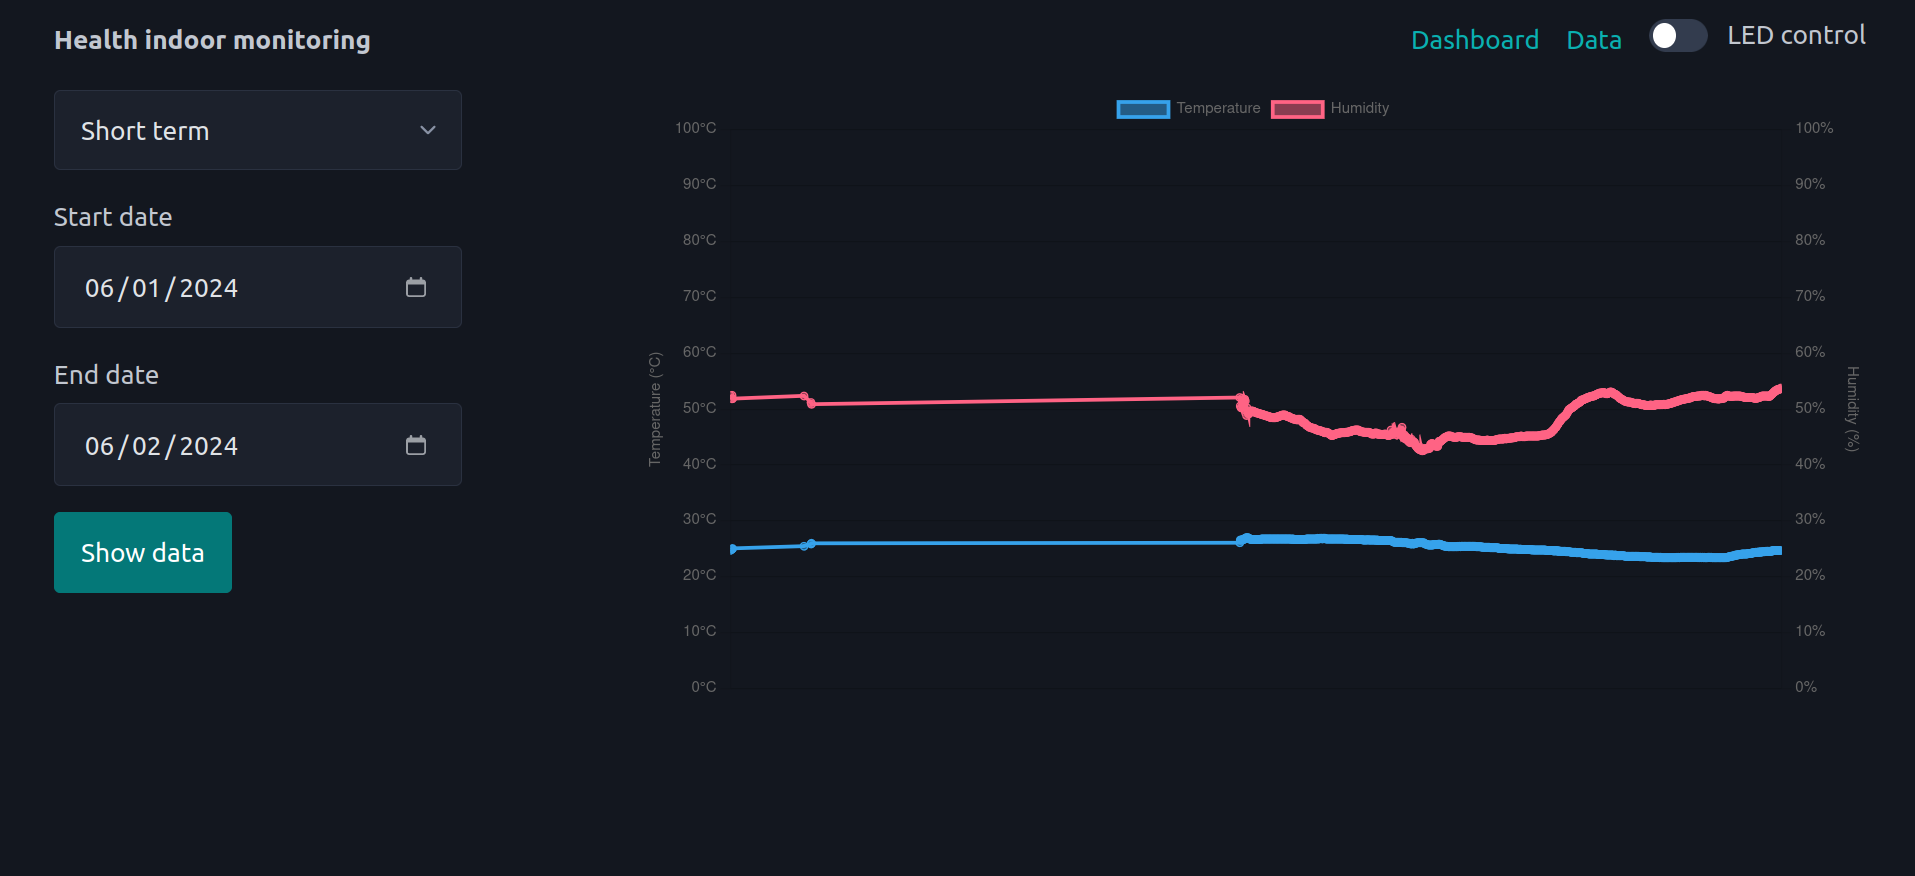 Health indoor monitoring
Dashboard Data LED control
Short term
Start date
06/01/2024
End date
06/02/2024
Show data
Temperature Humidity
Temperature (°C)
100°C
90°C
80°C
70°C
60°C
50°C
40°C
30°C
20°C
10°C
0°C
100%
90%
80%
70%
60%
50%
40%
30%
20%
10%
0%
Humidity (%)